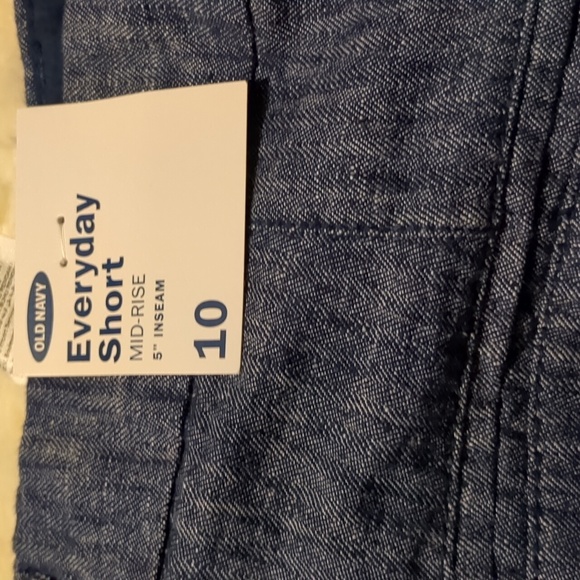 OLD NAVY
Everyday
Short
MID-RISE
5" INSEAM
10